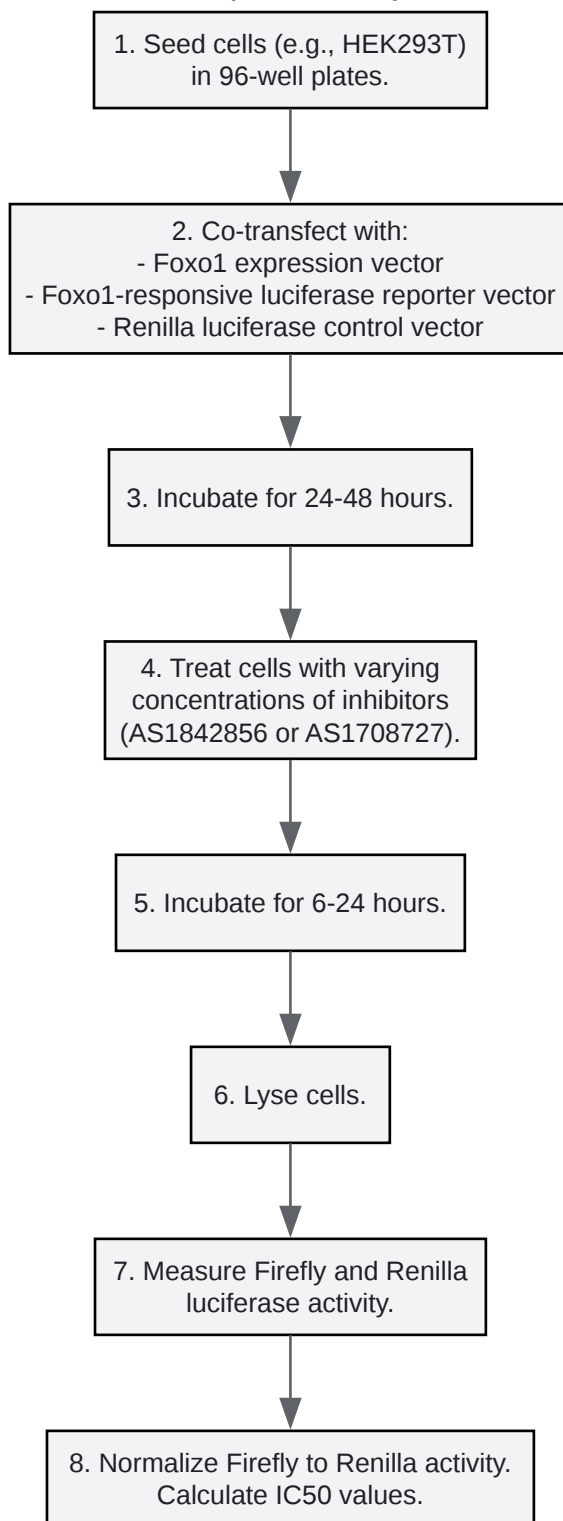 1. Seed cells (e.g., HEK293T)
in 96-well plates.
2. Co-transfect with:
- Foxo1 expression vector
- Foxo1-responsive luciferase reporter vector
- Renilla luciferase control vector
3. Incubate for 24-48 hours.
4. Treat cells with varying
concentrations of inhibitors
(AS1842856 or AS1708727).
5. Incubate for 6-24 hours.
6. Lyse cells.
7. Measure Firefly and Renilla
luciferase activity.
8. Normalize Firefly to Renilla activity.
Calculate IC50 values.